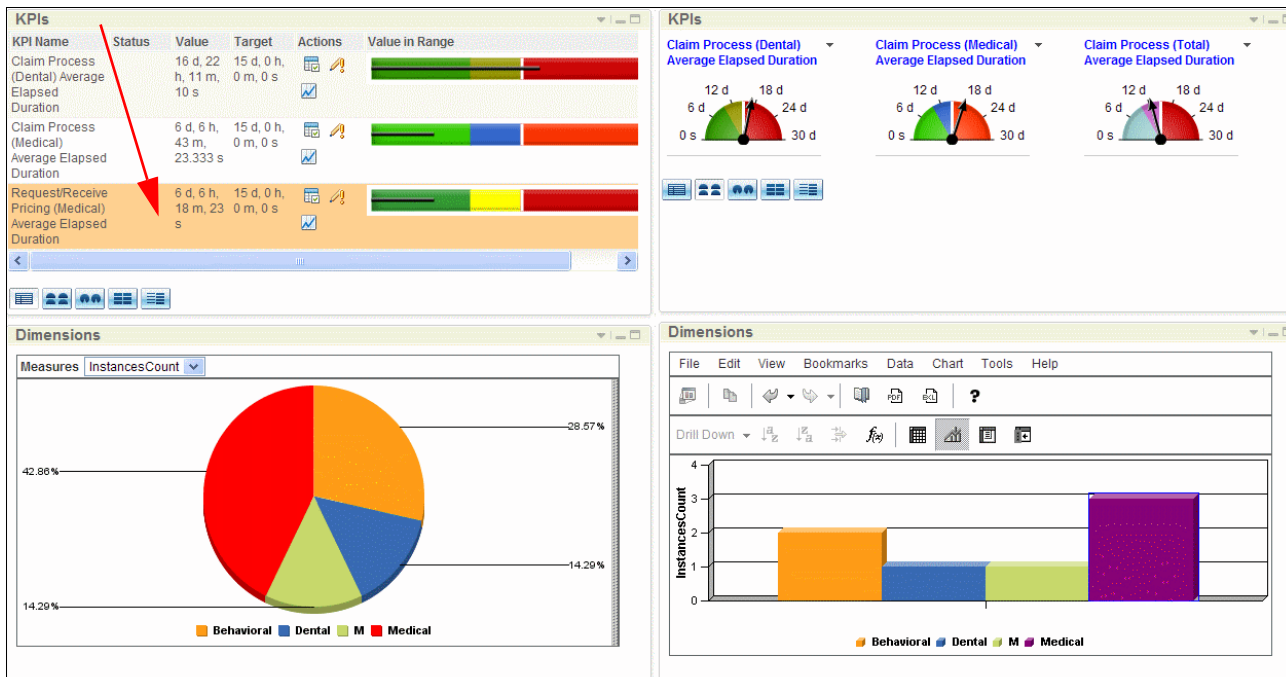 KPIs
KPI Name Status Value Target Actions Value in Range
Claim Process 16 d, 22 15 d, 0 h,
(Dental) Average h, 11 m, 0 m, 0 s
Elapsed 10 s
Duration
Claim Process 6 d, 6 h, 15 d, 0 h,
(Medical) 43 m, 0 m, 0 s
Average Elapsed 23.333 s
Duration
Request/Receive 6 d, 6 h, 15 d, 0 h,
Pricing (Medical) 18 m, 23 0 m, 0 s
Average Elapsed s
Duration
KPIs
Claim Process (Dental) Claim Process (Medical) Claim Process (Total)
Average Elapsed Duration Average Elapsed Duration Average Elapsed Duration
12 d 18 d 12 d 18 d 12 d 18 d
6 d 24 d 6 d 24 d 6 d 24 d
0 s 30 d 0 s 30 d 0 s 30 d
Dimensions
Measures InstancesCount
28.57%
42.86%
14.29%
14.29%
Behavioral Dental M Medical
Dimensions
File Edit View Bookmarks Data Chart Tools Help
PDF EXL ?
Drill Down a z z a f(x)
4
3
2
1
0
InstancesCount
Behavioral Dental M Medical